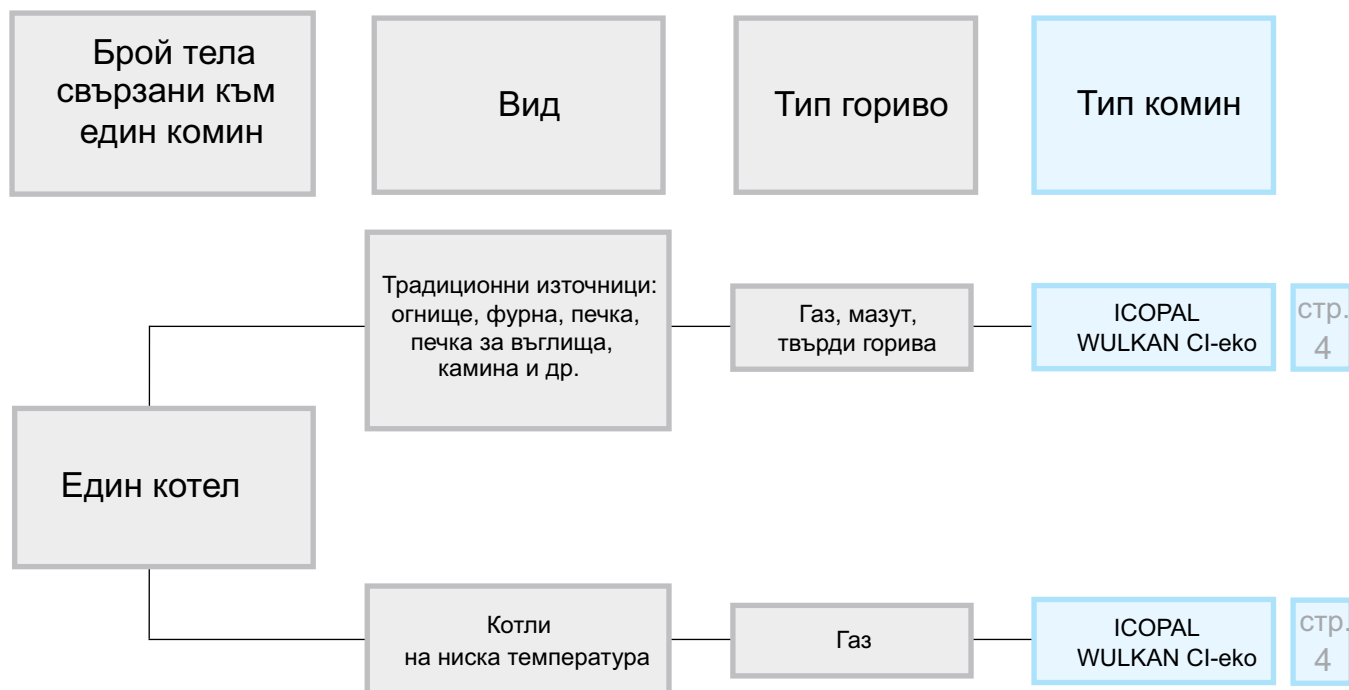 Брой тела
свързани към
един комин
Вид
Тип гориво
Тип комин
Традиционни източници:
огнище, фурна, печка,
печка за въглища,
камина и др.
Газ, мазут,
твърди горива
ICOPAL
WULKAN CI-eko
стр.
4
Един котел
Котли
на ниска температура
Газ
ICOPAL
WULKAN CI-eko
стр.
4